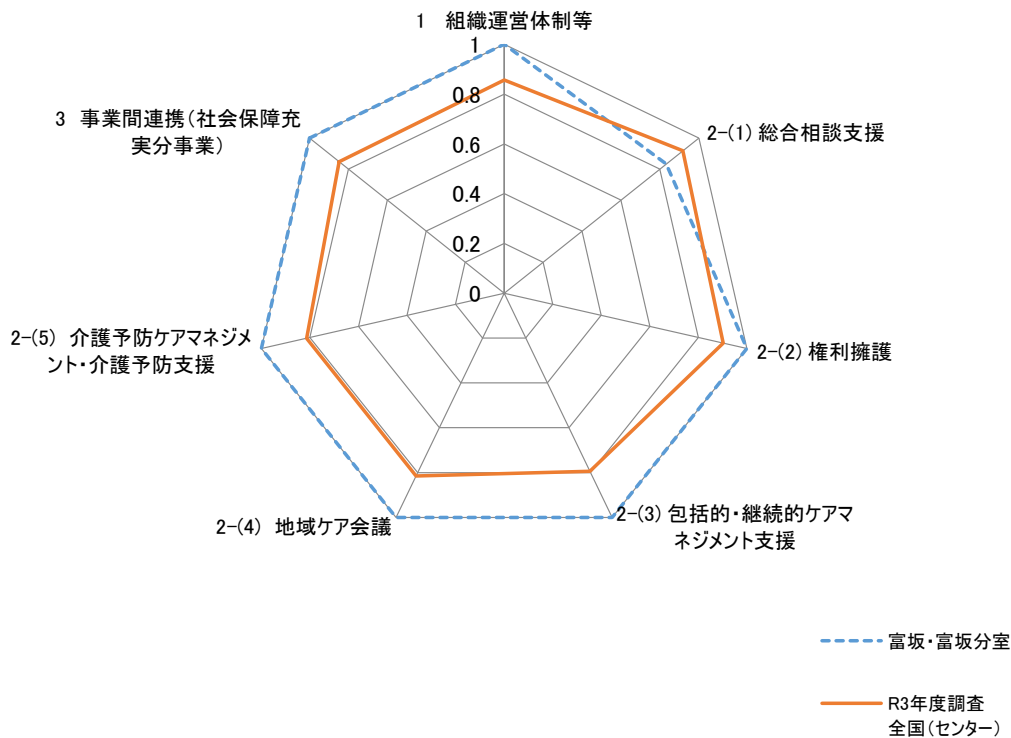 1　組織運営体制等
1
0.8
0.6
0.4
0.2
0
2-(1) 総合相談支援
2-(2) 権利擁護
2-(3) 包括的・継続的ケアマ
ネジメント支援
2-(4)　地域ケア会議
2-(5)　介護予防ケアマネジメ
ント・介護予防支援
3　事業間連携（社会保障充
実分事業）
富坂・富坂分室
R3年度調査
全国（センター）